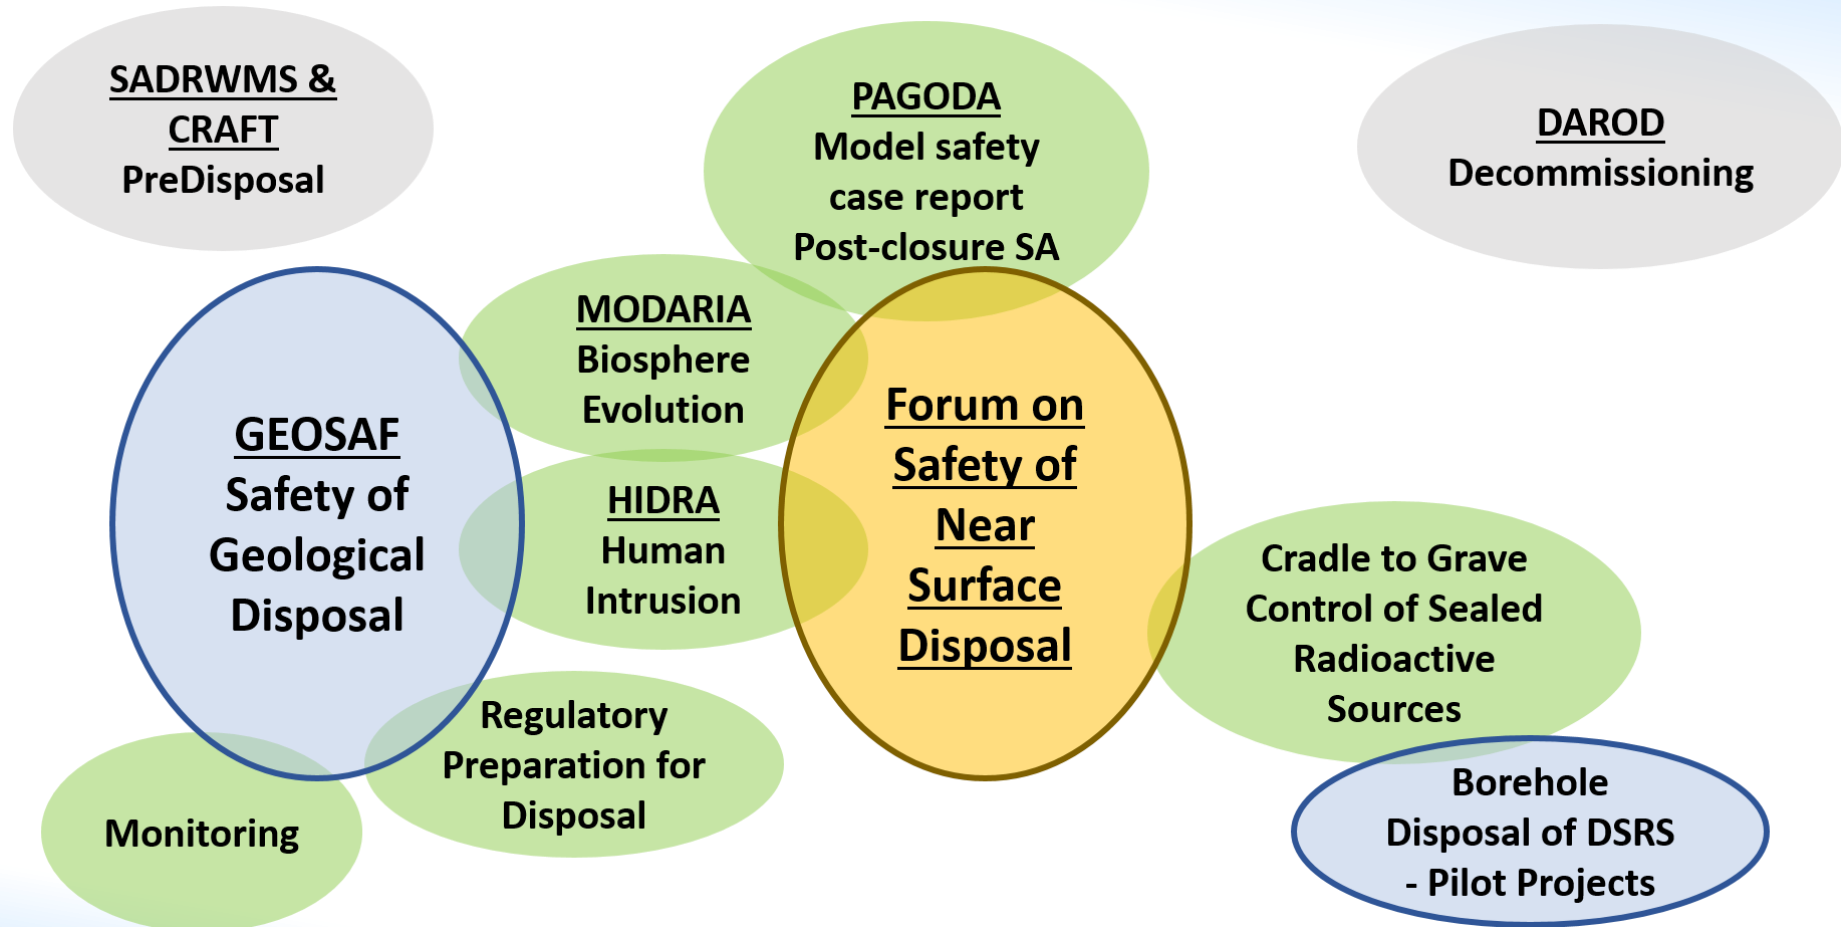 SADRWMS &
CRAFT
PreDisposal
PAGODA
Model safety
case report
Post-closure SA
DAROD
Decommissioning
MODARIA
Biosphere
Evolution
GEOSAF
Safety of
Geological
Disposal
HIDRA
Human
Intrusion
Forum on
Safety of
Near
Surface
Disposal
Cradle to Grave
Control of Sealed
Radioactive
Sources
Regulatory
Preparation for
Disposal
Monitoring
Borehole
Disposal of DSRS
- Pilot Projects